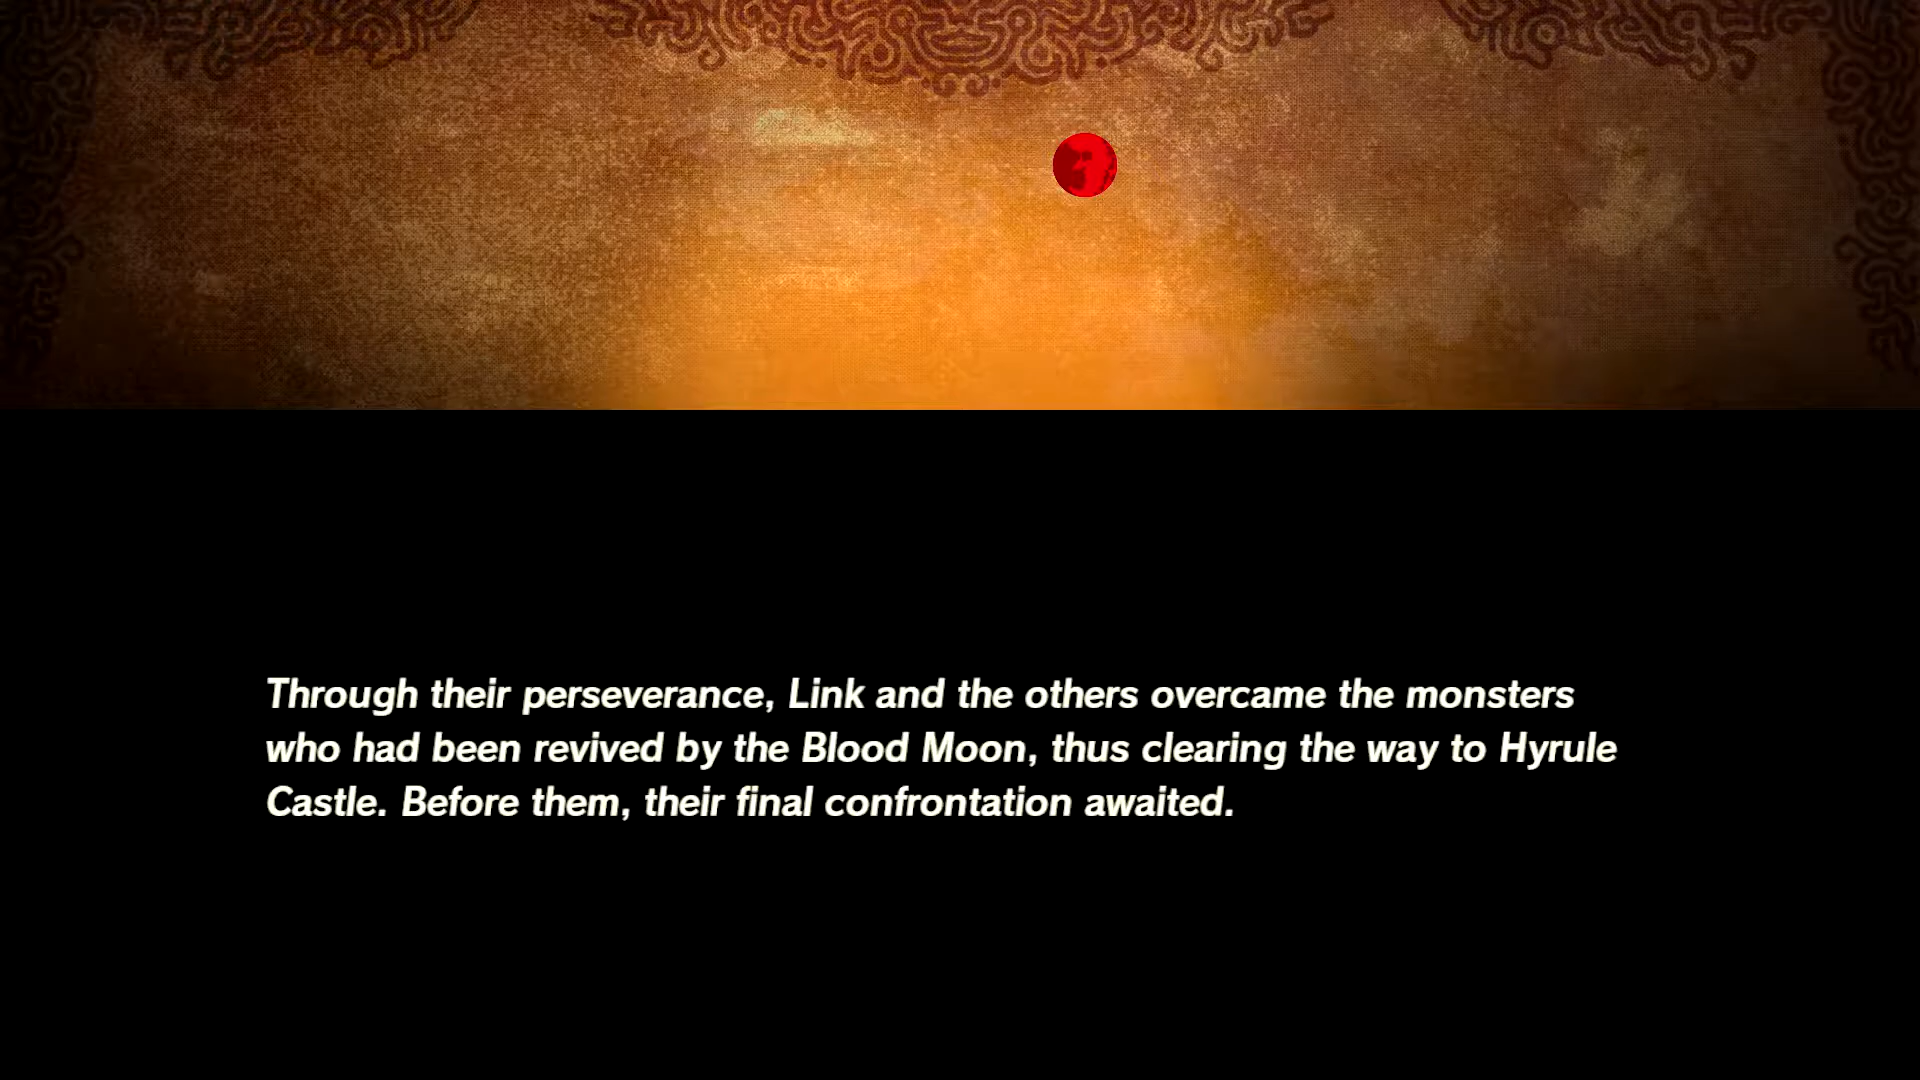 Through their perseverance, Link and the others overcame the monsters
who had been revived by the Blood Moon, thus clearing the way to Hyrule
Castle. Before them, their final confrontation awaited.